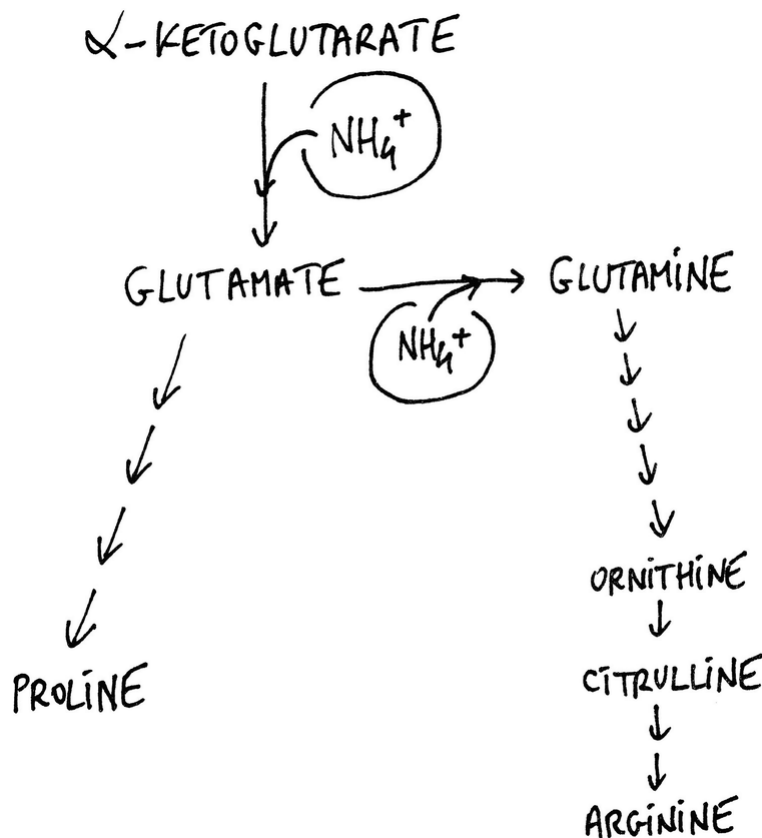 α-KETOGLUTARATE
NH₄⁺
GLUTAMATE
GLUTAMINE
NH₄⁺
ORNITHINE
PROLINE
CITRULLINE
ARGININE